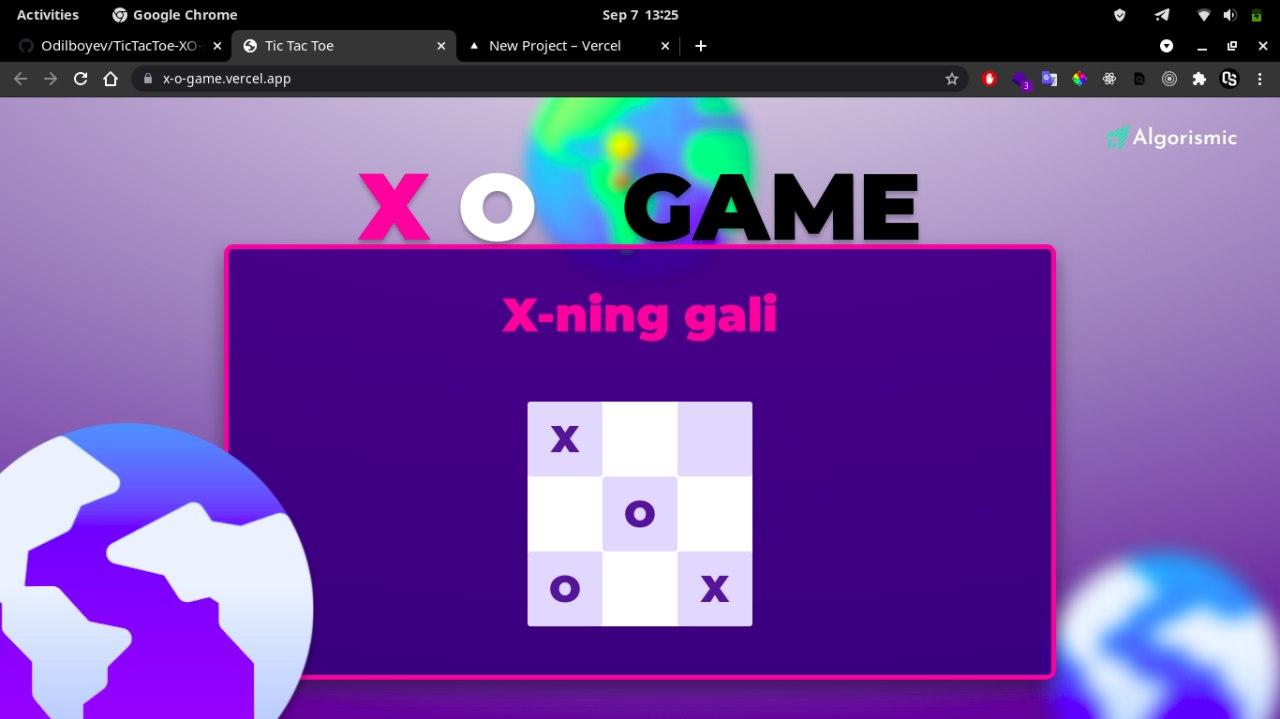 Activities Google Chrome Sep 7 13:25
Odilboyev/TicTacToe-XO- Tic Tac Toe New Project – Vercel
x-o-game.vercel.app
3
Algorismic
X O GAME
X-ning gali
X
O
O X